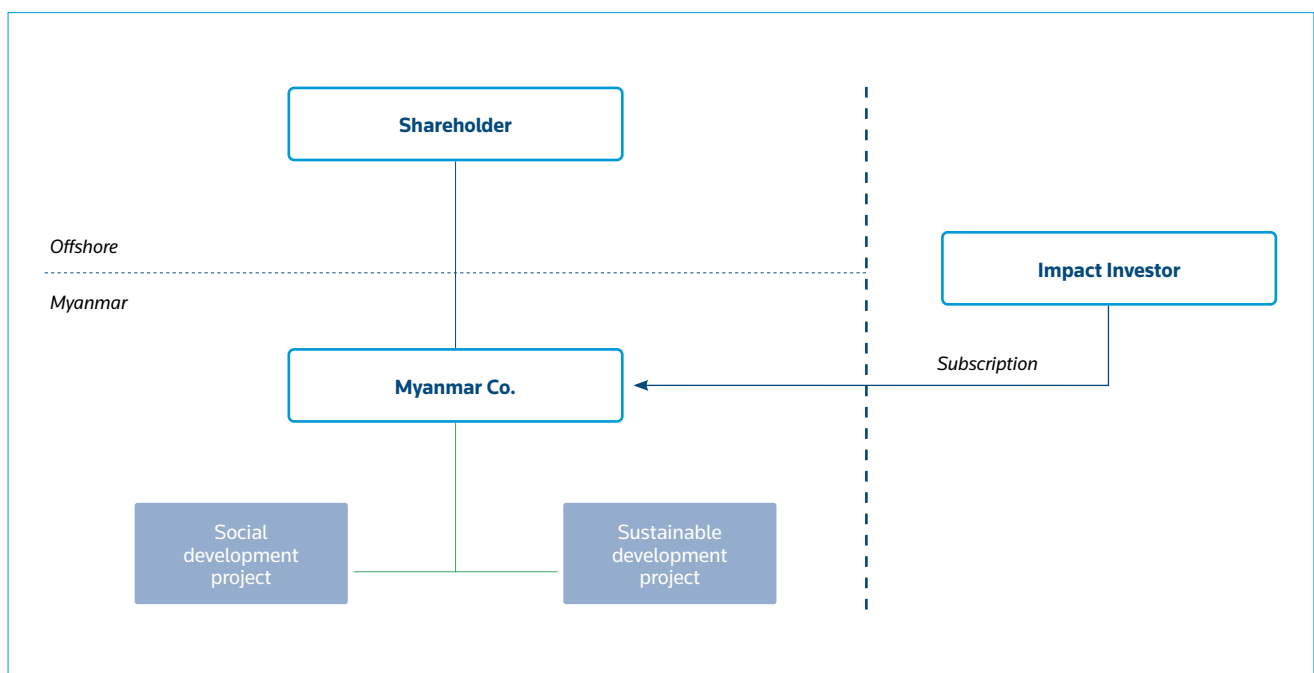 Shareholder
Offshore
Impact Investor
Myanmar
Subscription
Myanmar Co.
Social
development
project
Sustainable
development
project